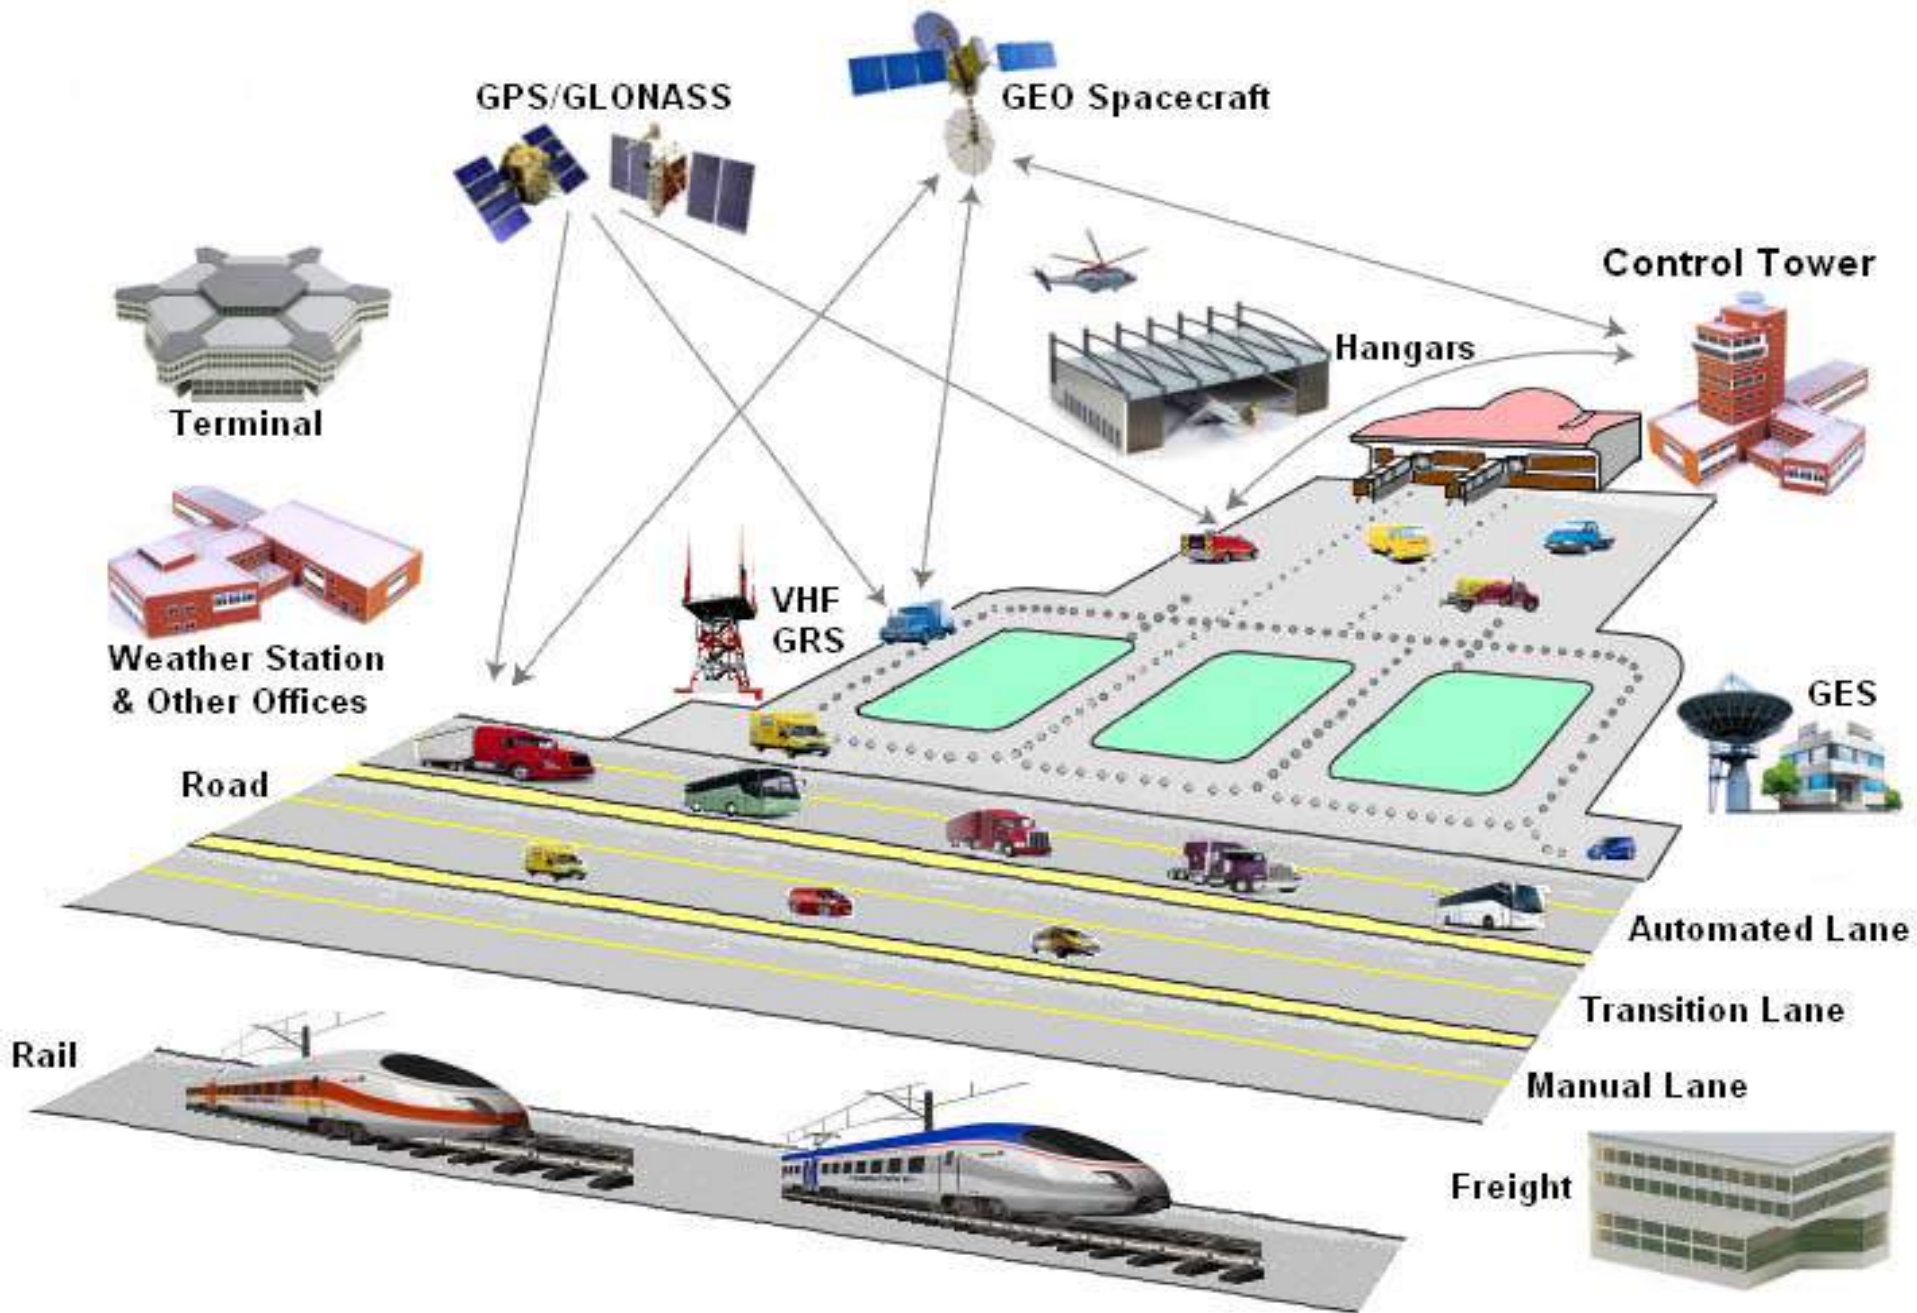 GPS/GLONASS
GEO Spacecraft
Control Tower
Hangars
Terminal
VHF
GRS
Weather Station
& Other Offices
GES
Road
Automated Lane
Transition Lane
Rail
Manual Lane
Freight